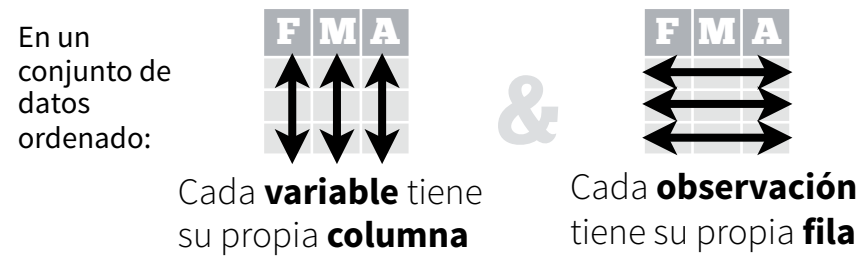 En un
conjunto de
datos
ordenado:
F M A
&
F M A
Cada variable tiene
su propia columna
Cada observación
tiene su propia fila